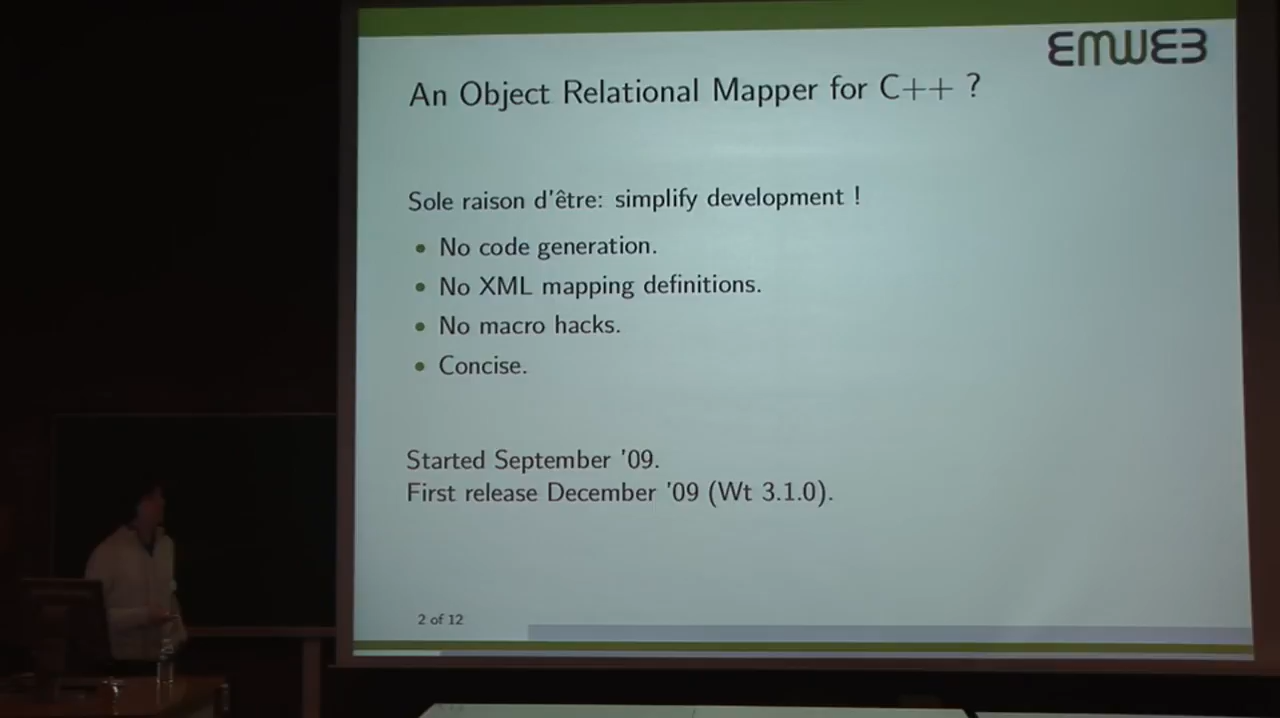 EMWEB
An Object Relational Mapper for C++ ?
Sole raison d'être: simplify development !
• No code generation.
• No XML mapping definitions.
• No macro hacks.
• Concise.
Started September '09.
First release December '09 (Wt 3.1.0).
2 of 12